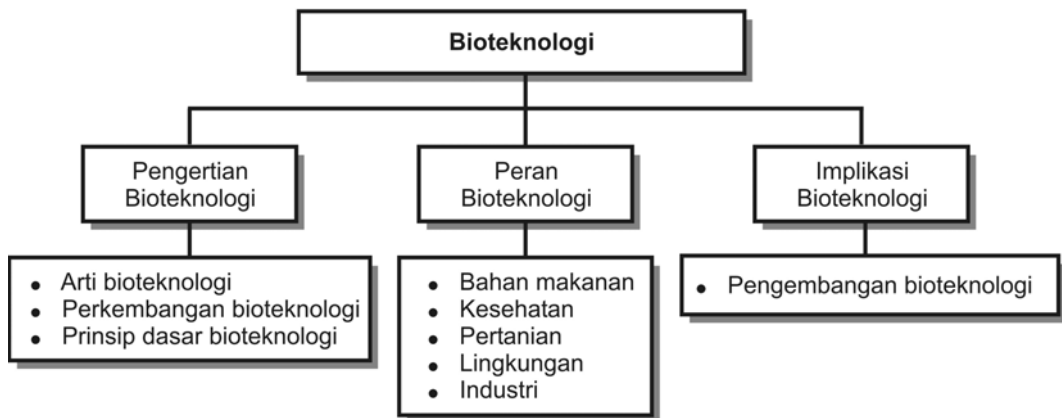 Bioteknologi
Pengertian
Bioteknologi
Peran
Bioteknologi
Implikasi
Bioteknologi
• Arti bioteknologi
• Perkembangan bioteknologi
• Prinsip dasar bioteknologi
• Bahan makanan
• Kesehatan
• Pertanian
• Lingkungan
• Industri
• Pengembangan bioteknologi